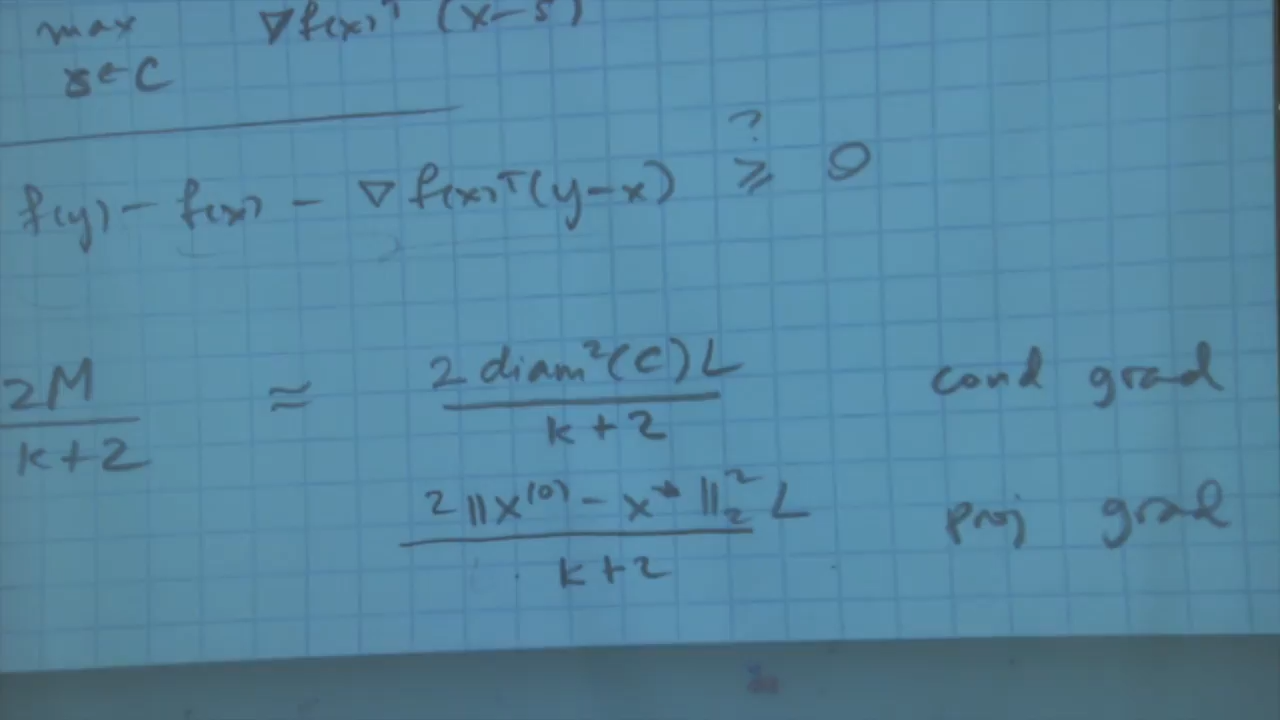 max ∇f(x)ᵀ (x−s)
s∈C
f(y) − f(x) − ∇f(x)ᵀ(y−x) ≥? 0
2M/(k+2) ≈ 2 diam²(C) L/(k+2) cond grad
2‖x⁽⁰⁾ − x*‖₂² L/(k+2) proj grad